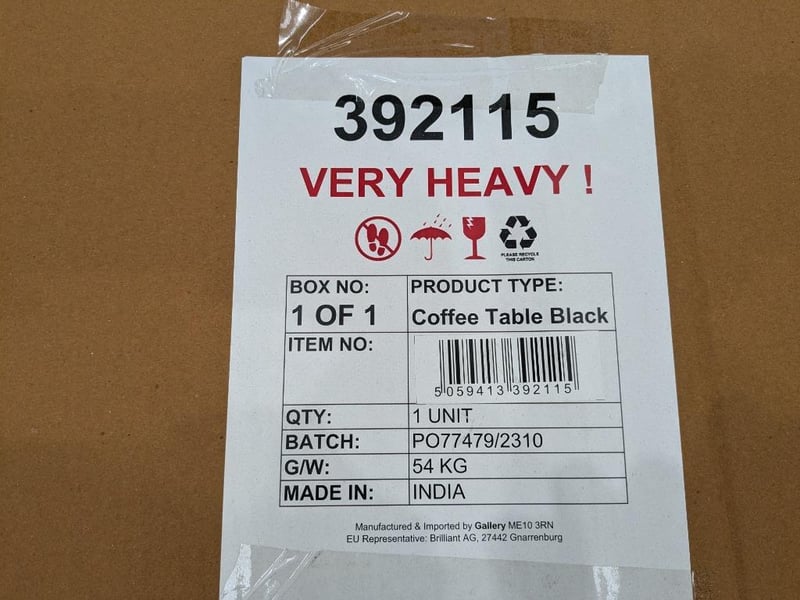 392115
VERY HEAVY !
PLEASE RECYCLE
THIS CARTON
BOX NO: PRODUCT TYPE:
1 OF 1 Coffee Table Black
ITEM NO:
5 059413 392115
QTY: 1 UNIT
BATCH: PO77479/2310
G/W: 54 KG
MADE IN: INDIA
Manufactured & Imported by Gallery ME10 3RN
EU Representative: Brilliant AG, 27442 Gnarrenburg